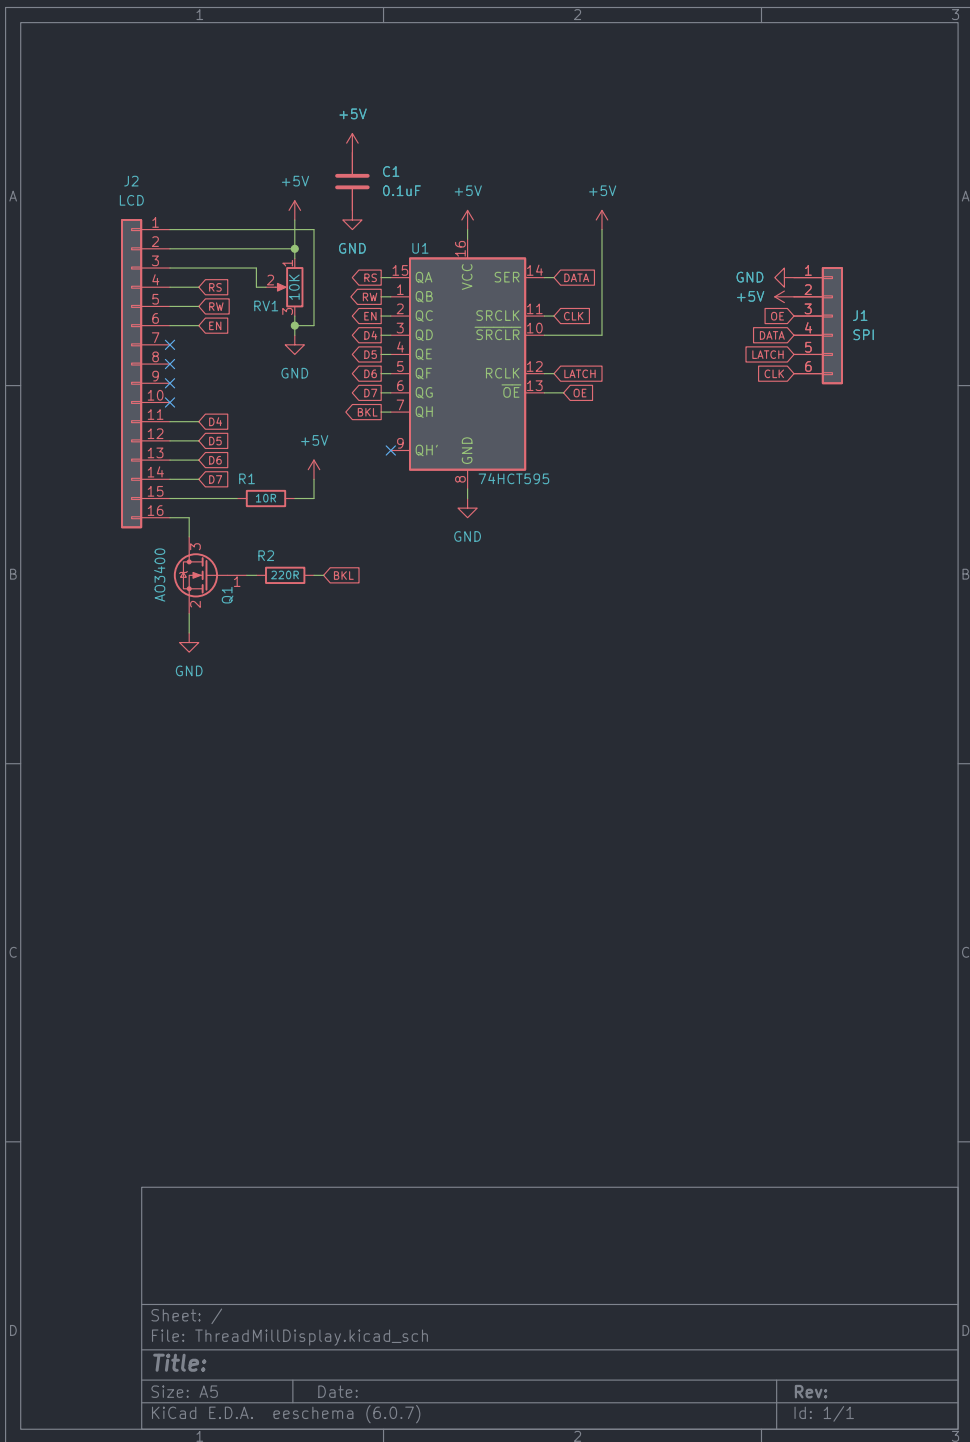 1 2 3
A A
B B
C C
D D
J2
LCD
1
2
3
4 RS
5 RW
6 EN
7
8
9
10
11 D4
12 D5
13 D6
14 D7
15
16
+5V
1
2
3
10K
RV1
GND
+5V
C1
0.1uF
GND
+5V
R1
10R
AO3400
3
1
2
Q1
GND
R2
220R
BKL
+5V
+5V
U1
16
VCC
RS 15 QA
RW 1 QB
EN 2 QC
D4 3 QD
D5 4 QE
D6 5 QF
D7 6 QG
BKL 7 QH
9 QH'
SER 14 DATA
SRCLK 11 CLK
SRCLR 10
RCLK 12 LATCH
OE 13 OE
GND
8
74HCT595
GND
GND 1
+5V 2
OE 3
DATA 4
LATCH 5
CLK 6
J1
SPI
Sheet: /
File: ThreadMillDisplay.kicad_sch
Title:
Size: A5 Date: Rev:
KiCad E.D.A. eeschema (6.0.7) Id: 1/1
1 2 3